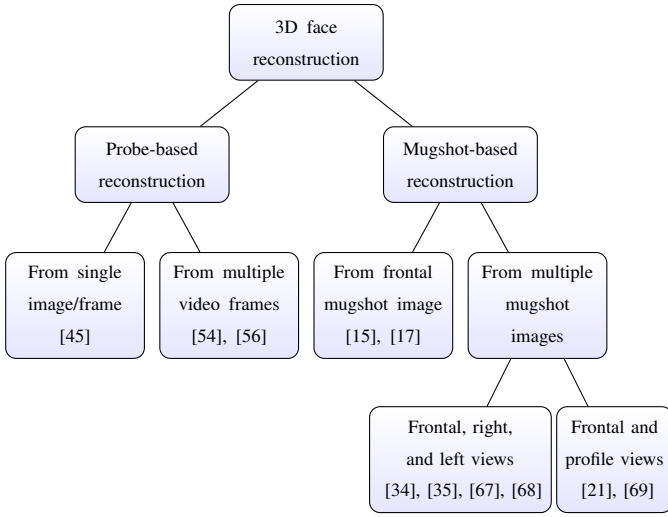 3D face
reconstruction
Probe-based
reconstruction
Mugshot-based
reconstruction
From single
image/frame
[45]
From multiple
video frames
[54], [56]
From frontal
mugshot image
[15], [17]
From multiple
mugshot
images
Frontal, right,
and left views
[34], [35], [67], [68]
Frontal and
profile views
[21], [69]